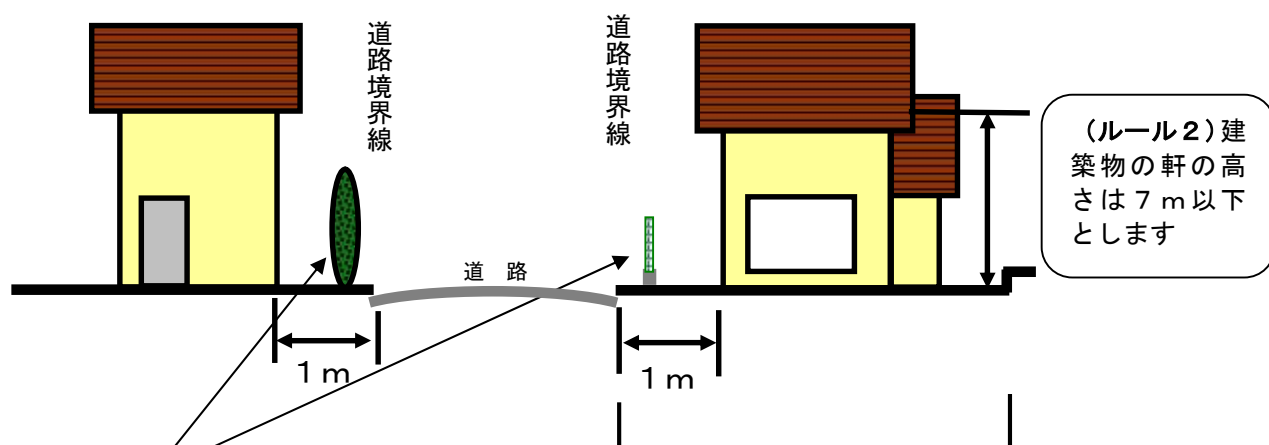 道路境界線
道路境界線
（ルール２）建
築物の軒の高
さは７ｍ以下
とします
道　路
１ｍ
１ｍ